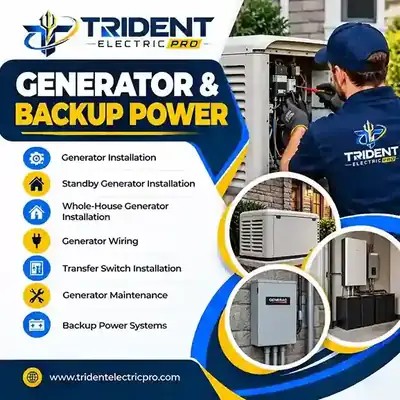 TRIDENT
ELECTRIC PRO
GENERATOR &
BACKUP POWER
Generator Installation
Standby Generator Installation
Whole-House Generator
Installation
Generator Wiring
Transfer Switch Installation
Generator Maintenance
Backup Power Systems
www.tridentelectricpro.com
TRIDENT
ELECTRIC PRO
GENERAC